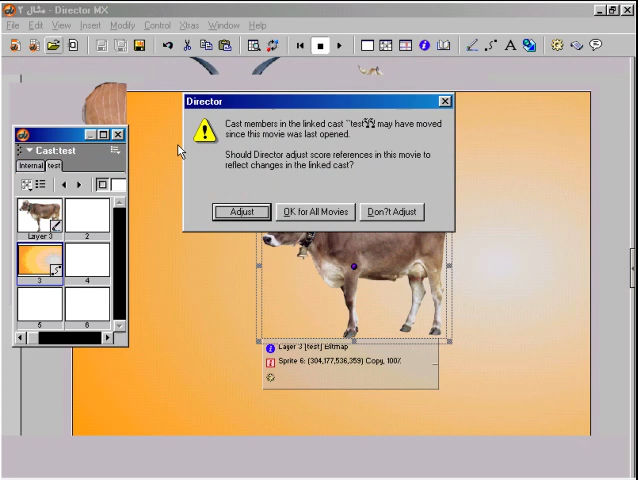 مثال ٢ - Director MX
File Edit View Insert Modify Control Xtras Window Help
Director
Cast members in the linked cast "test may have moved
since this movie was last opened.
Should Director adjust score references in this movie to
reflect changes in the linked cast?
Adjust OK for All Movies Don?t Adjust
Cast:test
Internal test
Layer 3 2
3 4
5 6
Layer 3 [test] Bitmap
Sprite 6: (304,177,536,359) Copy, 100%